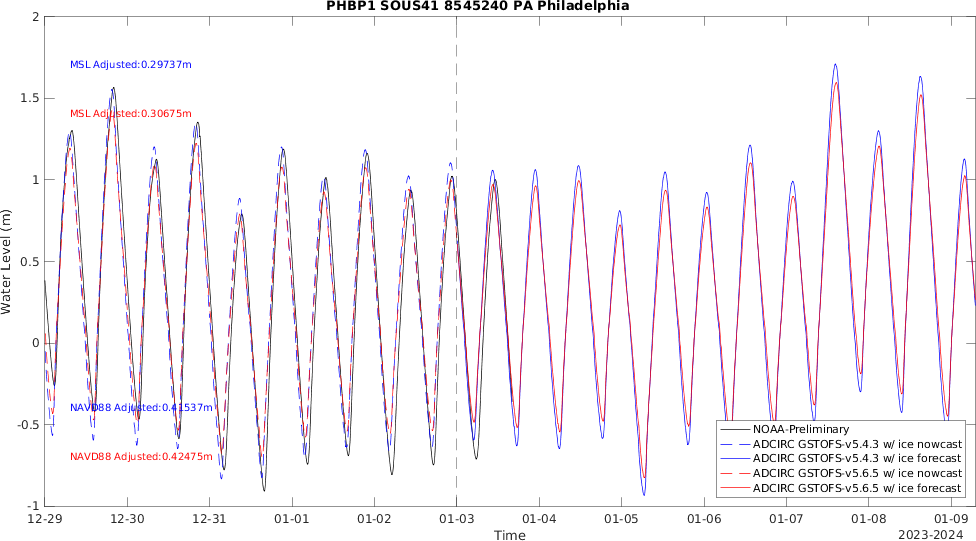 PHBP1 SOUS41 8545240 PA Philadelphia
2
1.5
1
0.5
0
-0.5
-1
Water Level (m)
MSL Adjusted:0.29737m
MSL Adjusted:0.30675m
NAVD88 Adjusted:0.41537m
NAVD88 Adjusted:0.42475m
NOAA-Preliminary
ADCIRC GSTOFS-v5.4.3 w/ ice nowcast
ADCIRC GSTOFS-v5.4.3 w/ ice forecast
ADCIRC GSTOFS-v5.6.5 w/ ice nowcast
ADCIRC GSTOFS-v5.6.5 w/ ice forecast
12-29 12-30 12-31 01-01 01-02 01-03 01-04 01-05 01-06 01-07 01-08 01-09
Time
2023-2024